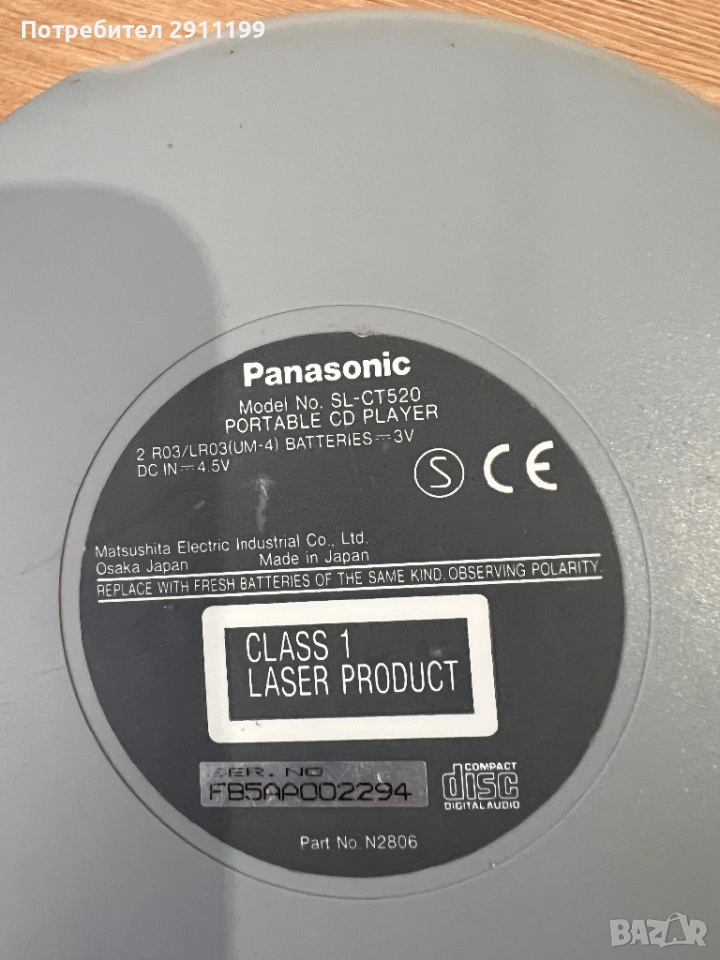 Потребител 2911199
Panasonic
Model No. SL-CT520
PORTABLE CD PLAYER
2 R03/LR03(UM-4) BATTERIES⎓3V
DC IN⎓4.5V
S CE
Matsushita Electric Industrial Co., Ltd.
Osaka Japan Made in Japan
REPLACE WITH FRESH BATTERIES OF THE SAME KIND. OBSERVING POLARITY.
CLASS 1
LASER PRODUCT
SER. NO
FB5AA002294
COMPACT
disc
DIGITAL AUDIO
Part No. N2806
BAZAR